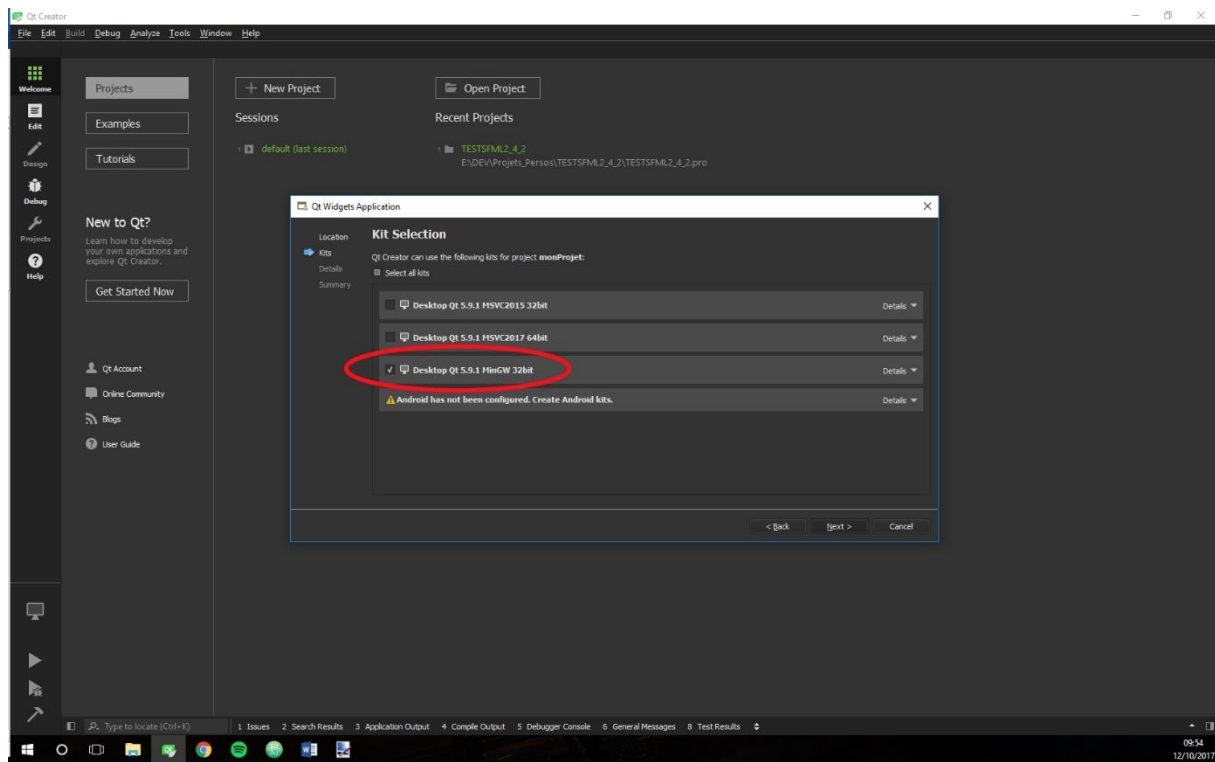 Qt Creator
File Edit Build Debug Analyze Tools Window Help
Welcome
Edit
Design
Debug
Projects
Help
Projects
Examples
Tutorials
New to Qt?
Learn how to develop
your own applications and
explore Qt Creator.
Get Started Now
Qt Account
Online Community
Blogs
User Guide
New Project
Open Project
Sessions
Recent Projects
default (last session)
TESTSFML2_4_2
E:\DEV\Projets_Persos\TESTSFML2_4_2\TESTSFML2_4_2.pro
Qt Widgets Application
Location
Kits
Details
Summary
Kit Selection
Qt Creator can use the following kits for project monProjet:
Select all kits
Desktop Qt 5.9.1 MSVC2015 32bit Details
Desktop Qt 5.9.1 MSVC2017 64bit Details
Desktop Qt 5.9.1 MinGW 32bit Details
Android has not been configured. Create Android kits. Details
< Back Next > Cancel
Type to locate (Ctrl+K) 1 Issues 2 Search Results 3 Application Output 4 Compile Output 5 Debugger Console 6 General Messages 8 Test Results
09:54
12/10/2017